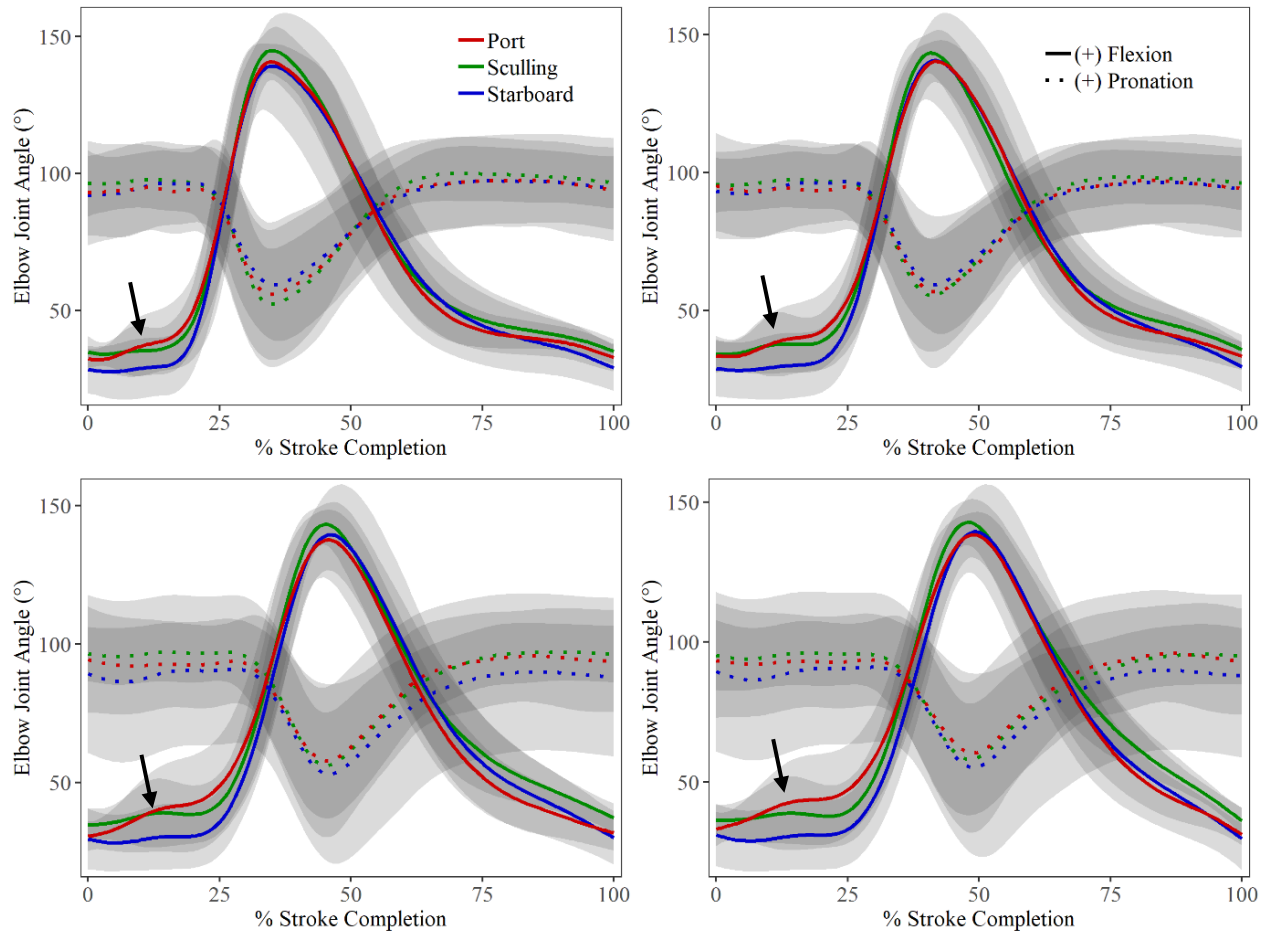 Elbow Joint Angle (°)
150
100
50
Port
Sculling
Starboard
0 25 50 75 100
% Stroke Completion
Elbow Joint Angle (°)
150
100
50
(+) Flexion
(+) Pronation
0 25 50 75 100
% Stroke Completion
Elbow Joint Angle (°)
150
100
50
0 25 50 75 100
% Stroke Completion
Elbow Joint Angle (°)
150
100
50
0 25 50 75 100
% Stroke Completion